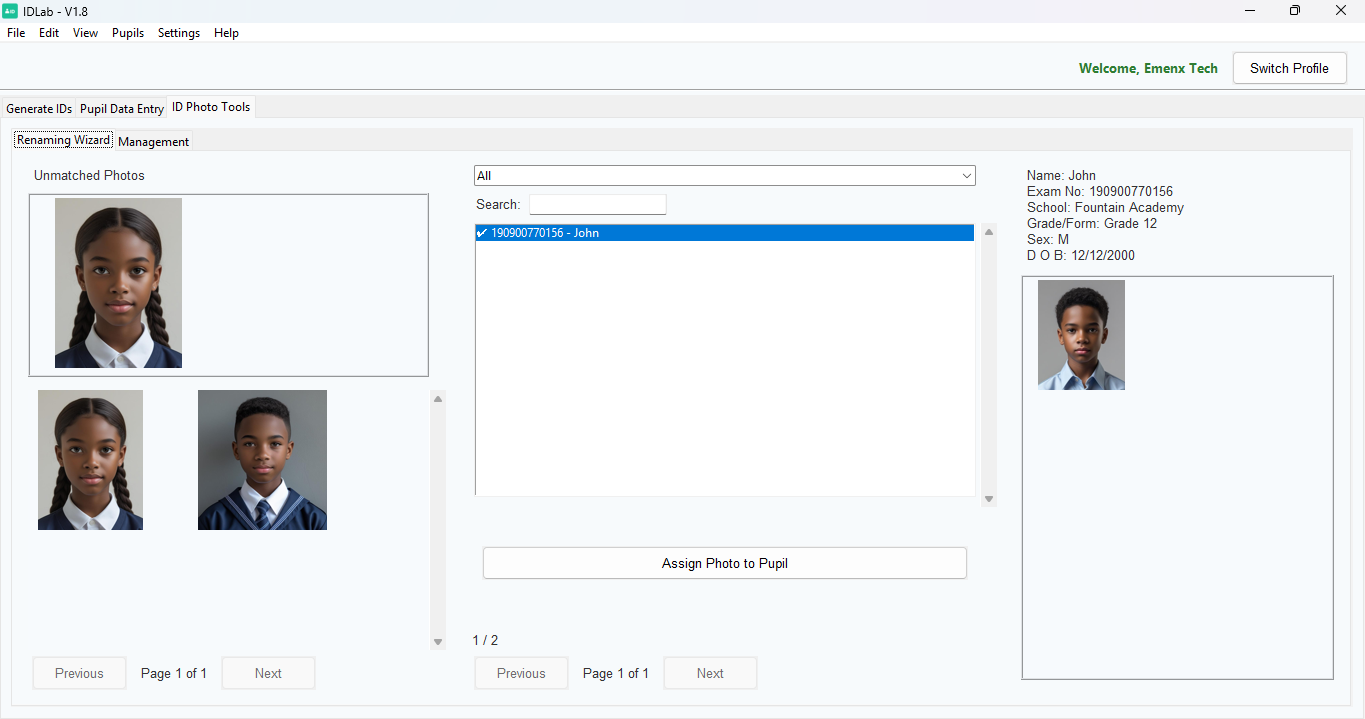 IDLab - V1.8
File Edit View Pupils Settings Help
Welcome, Emenx Tech
Switch Profile
Generate IDs Pupil Data Entry ID Photo Tools
Renaming Wizard Management
Unmatched Photos
All
Search:
✔ 190900770156 - John
Assign Photo to Pupil
1 / 2
Previous Page 1 of 1 Next
Previous Page 1 of 1 Next
Name: John
Exam No: 190900770156
School: Fountain Academy
Grade/Form: Grade 12
Sex: M
D O B: 12/12/2000